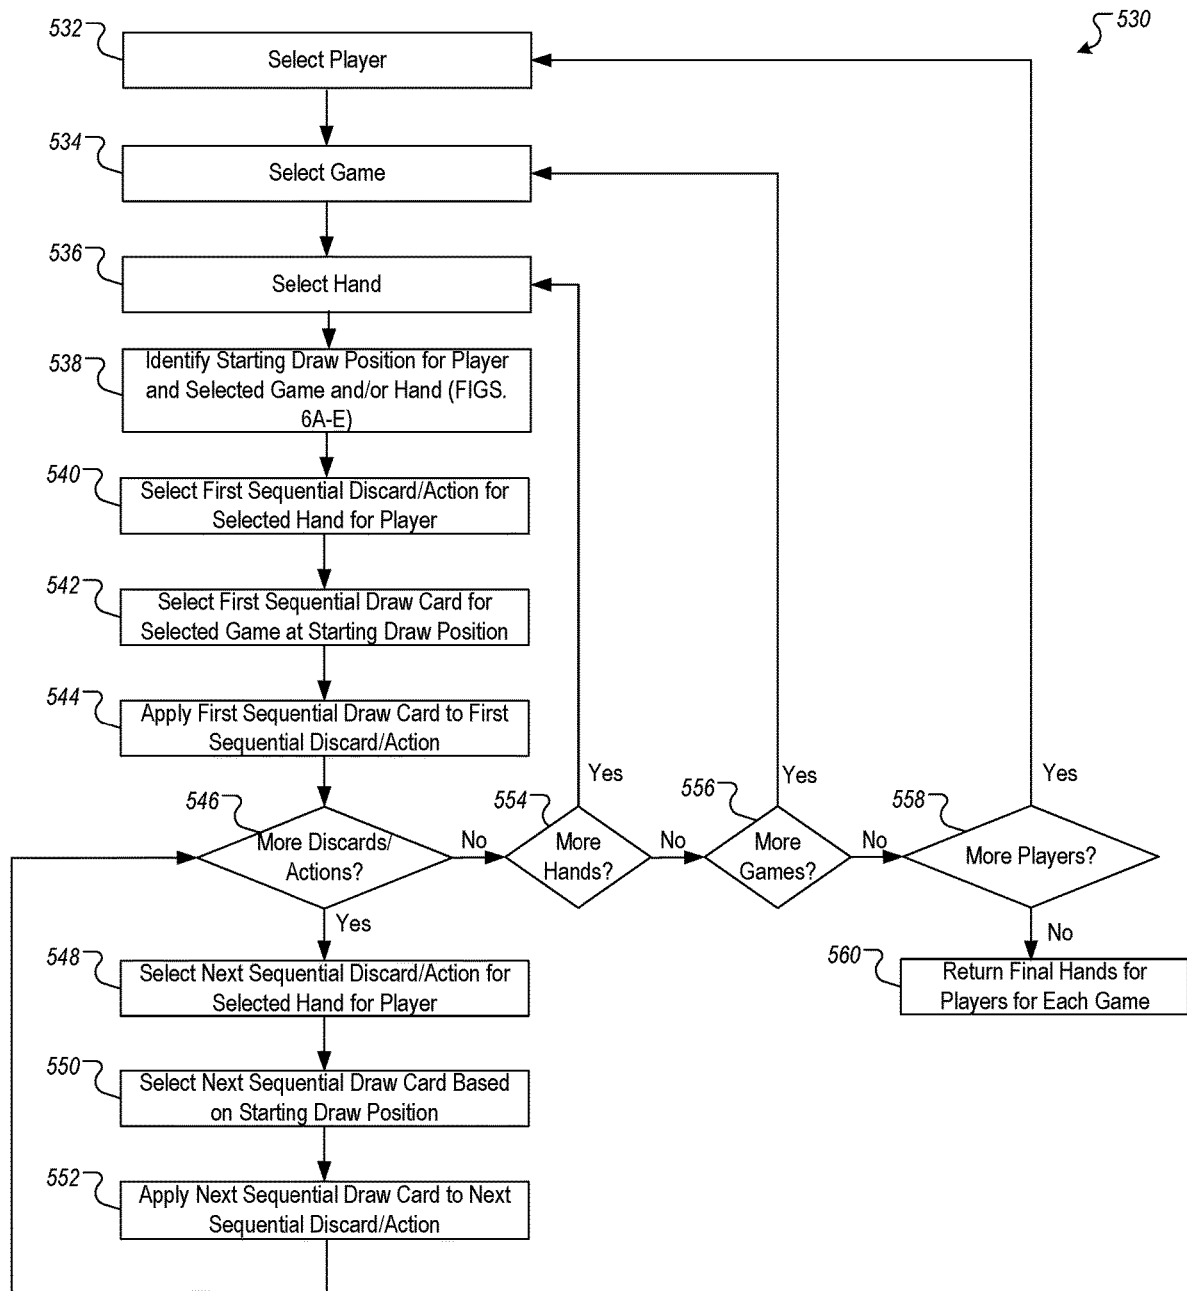 532
Select Player
530
534
Select Game
536
Select Hand
538
Identify Starting Draw Position for Player
and Selected Game and/or Hand (FIGS.
6A-E)
540
Select First Sequential Discard/Action for
Selected Hand for Player
542
Select First Sequential Draw Card for
Selected Game at Starting Draw Position
544
Apply First Sequential Draw Card to First
Sequential Discard/Action
546
More Discards/
Actions?
No
Yes
554
More
Hands?
Yes
No
556
More
Games?
Yes
No
558
More Players?
Yes
No
548
Select Next Sequential Discard/Action for
Selected Hand for Player
560
Return Final Hands for
Players for Each Game
550
Select Next Sequential Draw Card Based
on Starting Draw Position
552
Apply Next Sequential Draw Card to Next
Sequential Discard/Action